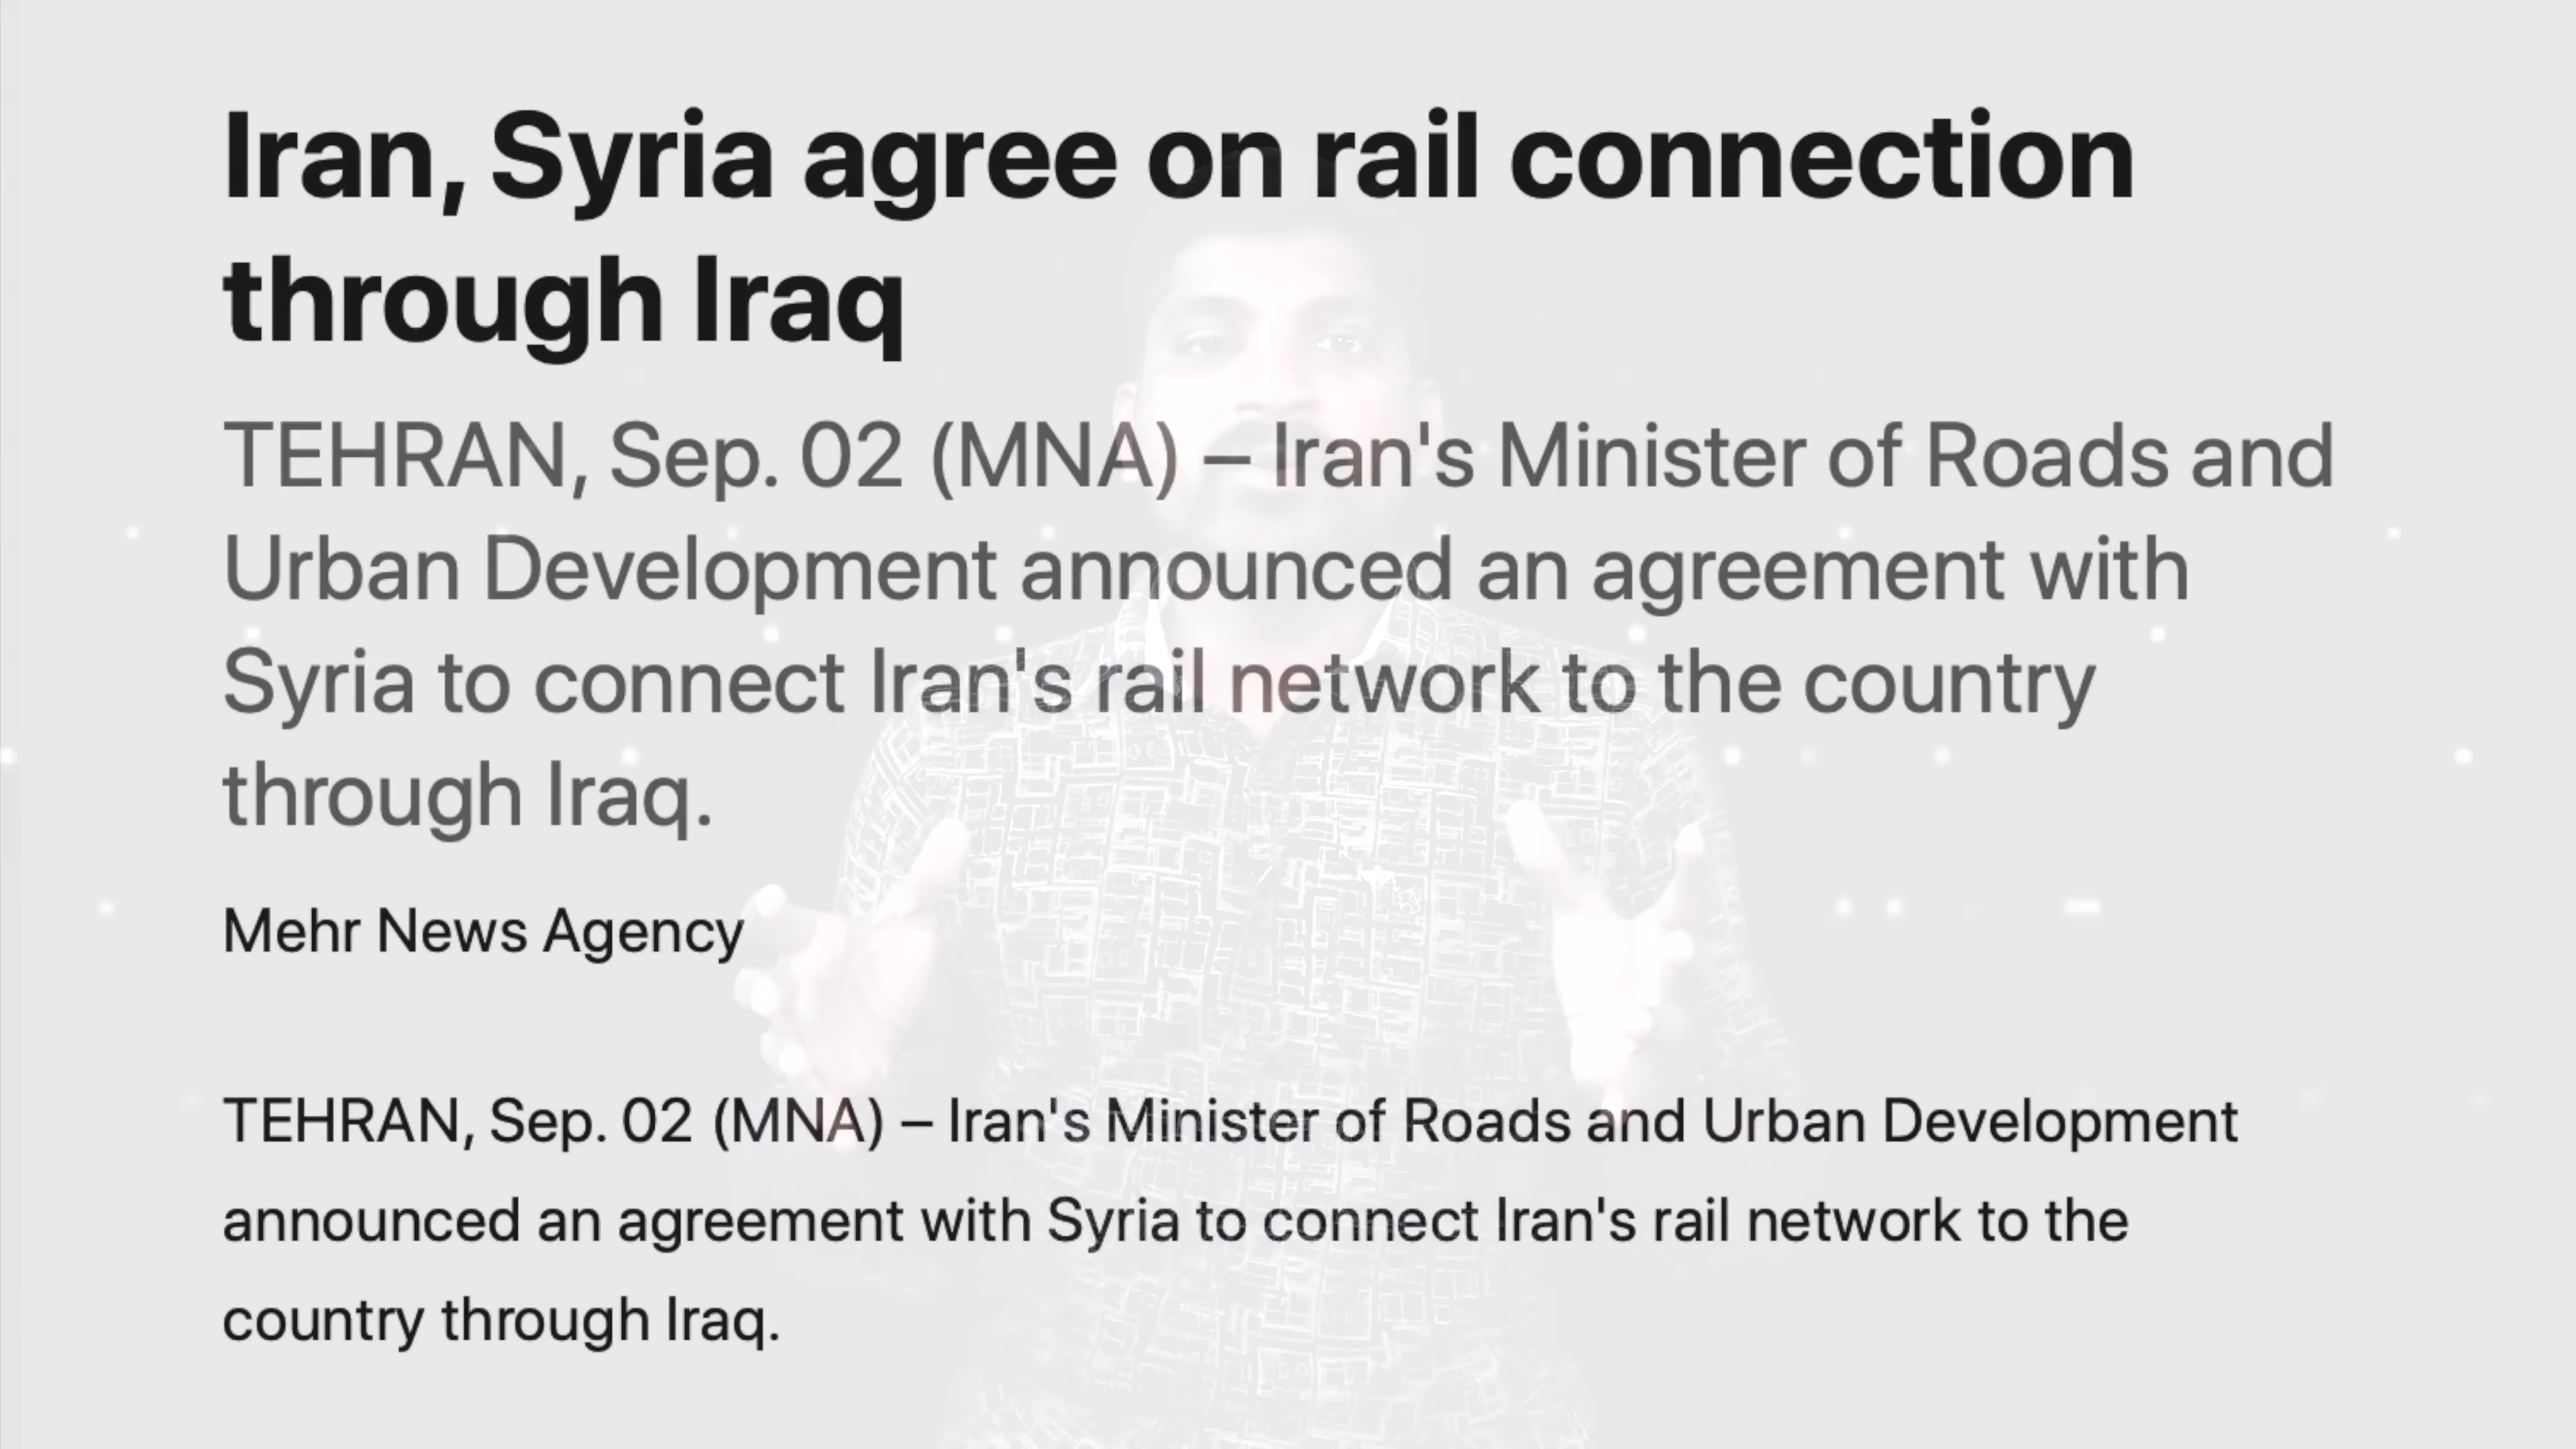 Iran, Syria agree on rail connection
through Iraq
TEHRAN, Sep. 02 (MNA) – Iran's Minister of Roads and
Urban Development announced an agreement with
Syria to connect Iran's rail network to the country
through Iraq.
Mehr News Agency
TEHRAN, Sep. 02 (MNA) – Iran's Minister of Roads and Urban Development
announced an agreement with Syria to connect Iran's rail network to the
country through Iraq.